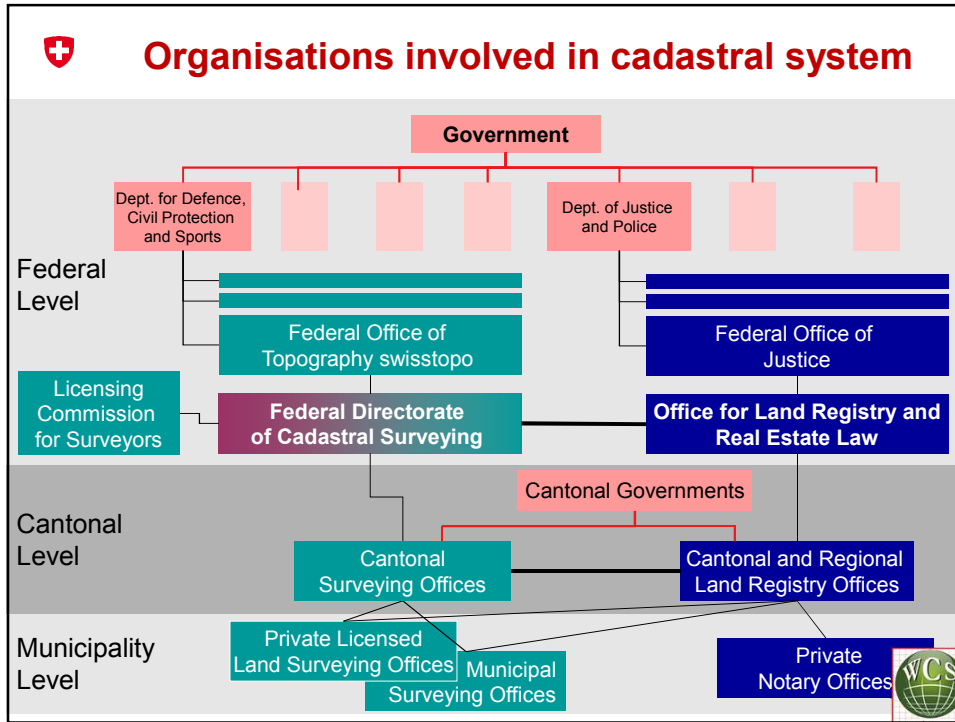 Organisations involved in cadastral system
Government
Dept. for Defence,
Civil Protection
and Sports
Dept. of Justice
and Police
Federal
Level
Federal Office of
Topography swisstopo
Federal Office of
Justice
Licensing
Commission
for Surveyors
Federal Directorate
of Cadastral Surveying
Office for Land Registry and
Real Estate Law
Cantonal
Level
Cantonal Governments
Cantonal
Surveying Offices
Cantonal and Regional
Land Registry Offices
Municipality
Level
Private Licensed
Land Surveying Offices
Municipal
Surveying Offices
Private
Notary Offices
WCS